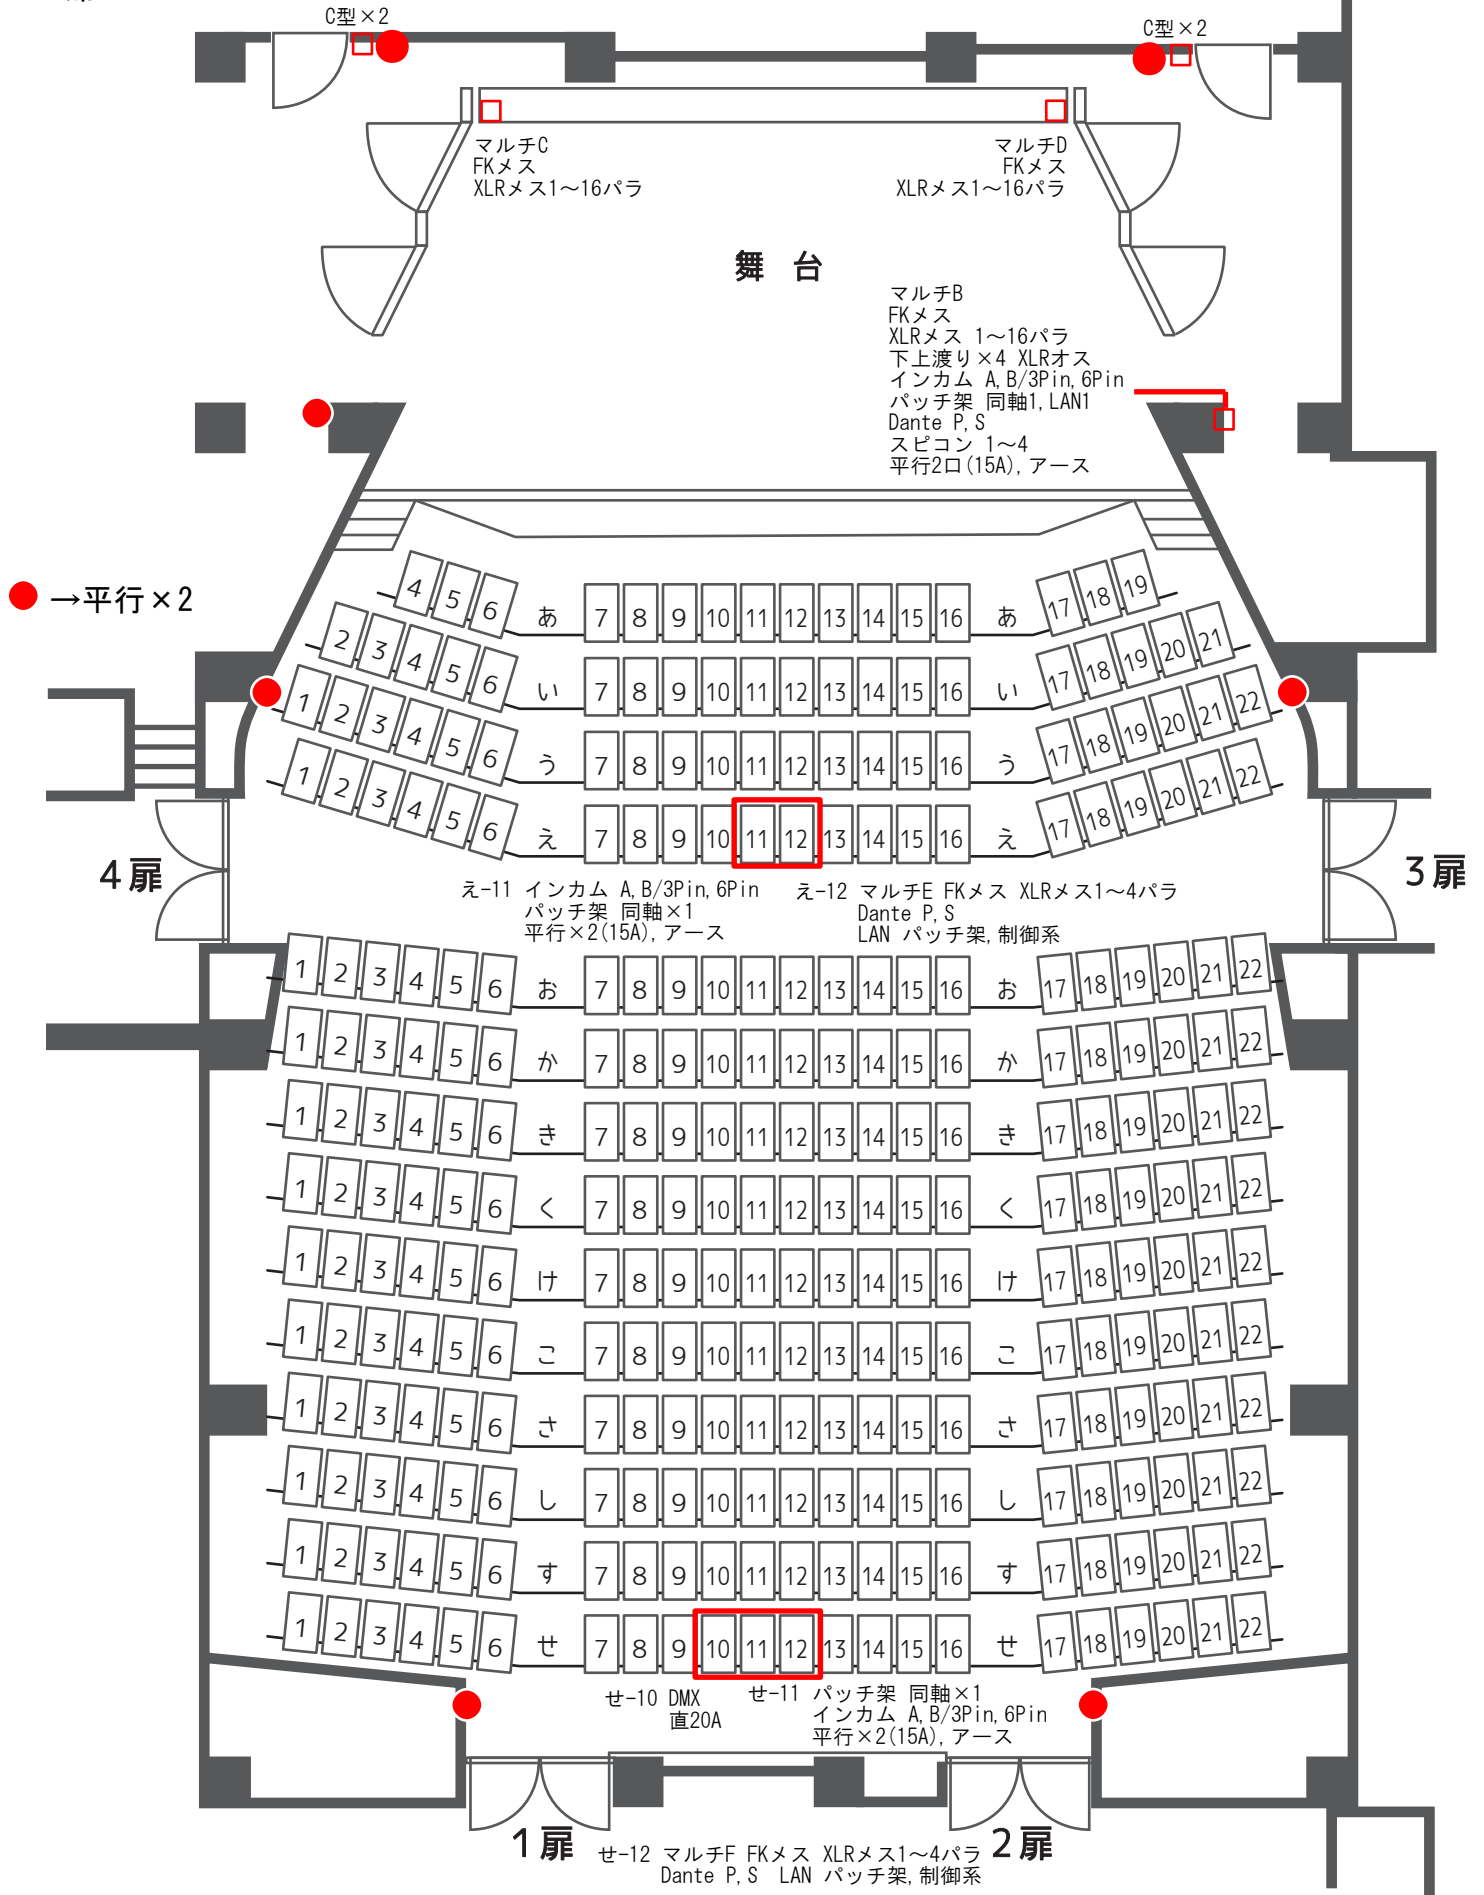 C型×2
C型×2
マルチC
FKメス
XLRメス1～16パラ
マルチD
FKメス
XLRメス1～16パラ
舞 台
マルチB
FKメス
XLRメス 1～16パラ
下上渡り×4 XLRオス
インカム A,B/3Pin,6Pin
パッチ架 同軸1,LAN1
Dante P,S
スピコン 1～4
平行2口(15A),アース
→平行×2
4 5 6 あ 7 8 9 10 11 12 13 14 15 16 あ 17 18 19
2 3 4 5 6 い 7 8 9 10 11 12 13 14 15 16 い 17 18 19 20 21
1 2 3 4 5 6 う 7 8 9 10 11 12 13 14 15 16 う 17 18 19 20 21 22
1 2 3 4 5 6 え 7 8 9 10 11 12 13 14 15 16 え 17 18 19 20 21 22
4扉
3扉
え-11 インカム A,B/3Pin,6Pin
パッチ架 同軸×1
平行×2(15A),アース
え-12 マルチE FKメス XLRメス1～4パラ
Dante P,S
LAN パッチ架,制御系
1 2 3 4 5 6 お 7 8 9 10 11 12 13 14 15 16 お 17 18 19 20 21 22
1 2 3 4 5 6 か 7 8 9 10 11 12 13 14 15 16 か 17 18 19 20 21 22
1 2 3 4 5 6 き 7 8 9 10 11 12 13 14 15 16 き 17 18 19 20 21 22
1 2 3 4 5 6 く 7 8 9 10 11 12 13 14 15 16 く 17 18 19 20 21 22
1 2 3 4 5 6 け 7 8 9 10 11 12 13 14 15 16 け 17 18 19 20 21 22
1 2 3 4 5 6 こ 7 8 9 10 11 12 13 14 15 16 こ 17 18 19 20 21 22
1 2 3 4 5 6 さ 7 8 9 10 11 12 13 14 15 16 さ 17 18 19 20 21 22
1 2 3 4 5 6 し 7 8 9 10 11 12 13 14 15 16 し 17 18 19 20 21 22
1 2 3 4 5 6 す 7 8 9 10 11 12 13 14 15 16 す 17 18 19 20 21 22
1 2 3 4 5 6 せ 7 8 9 10 11 12 13 14 15 16 せ 17 18 19 20 21 22
せ-10 DMX
直20A
せ-11 パッチ架 同軸×1
インカム A,B/3Pin,6Pin
平行×2(15A),アース
1扉
2扉
せ-12 マルチF FKメス XLRメス1～4パラ
Dante P,S LAN パッチ架,制御系